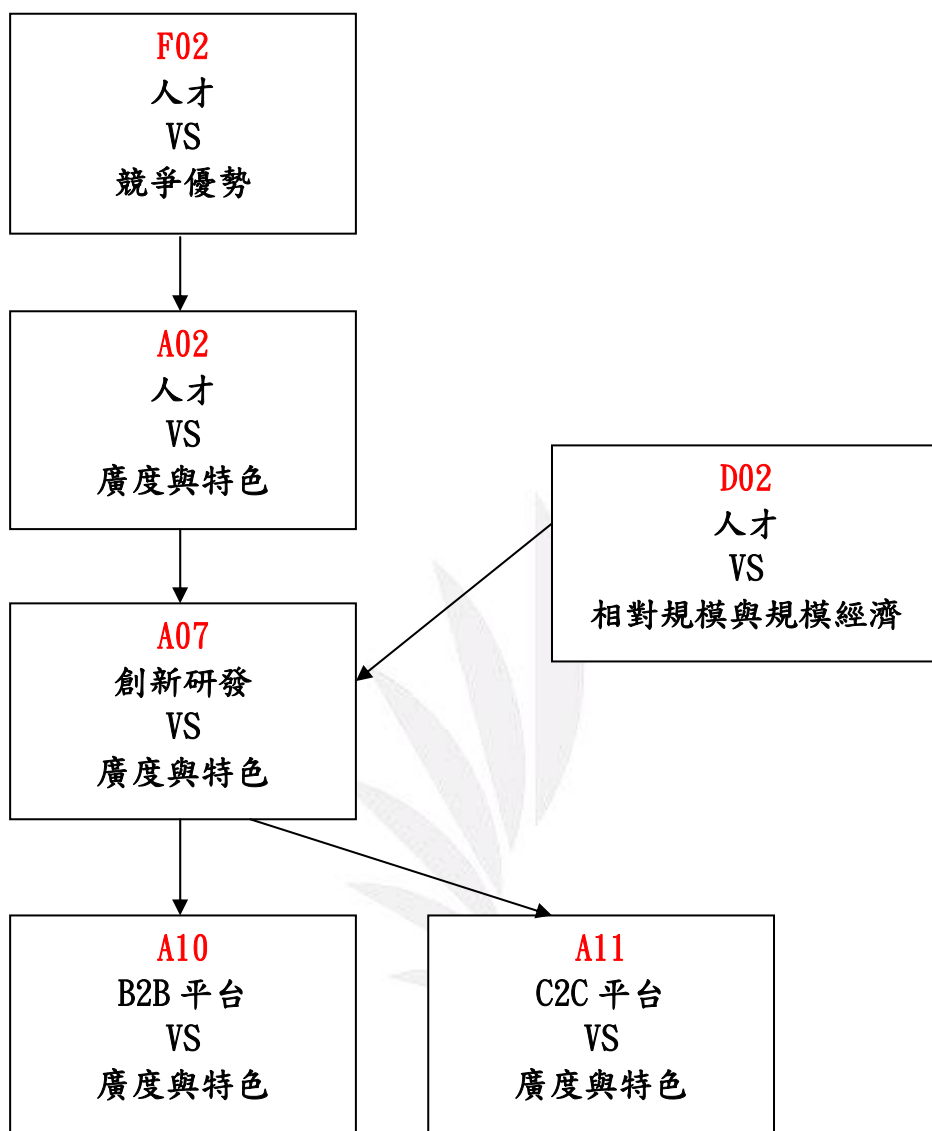 F02
人才
VS
競爭優勢
A02
人才
VS
廣度與特色
D02
人才
VS
相對規模與規模經濟
A07
創新研發
VS
廣度與特色
A10
B2B 平台
VS
廣度與特色
A11
C2C 平台
VS
廣度與特色